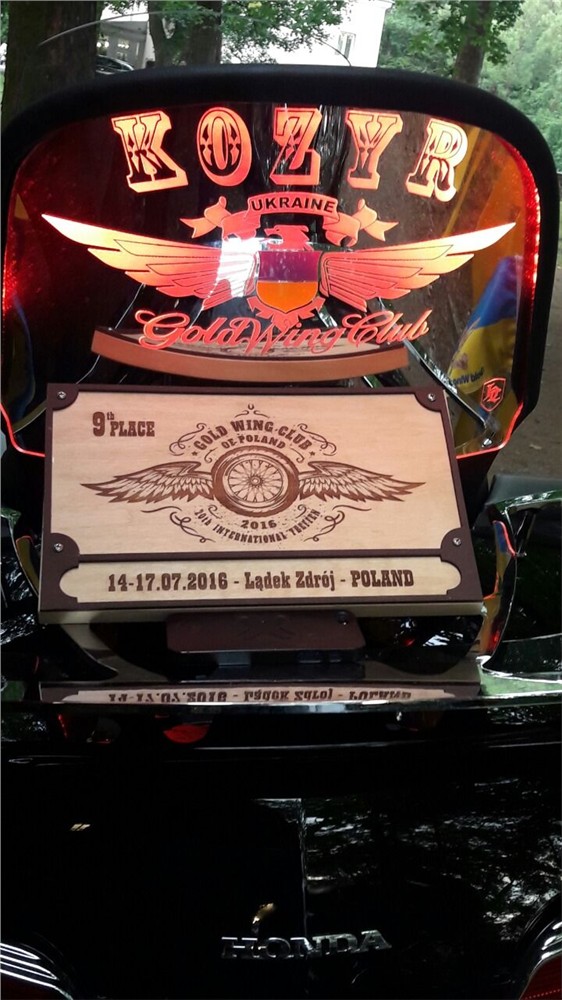 KOZYR
UKRAINE
Gold Wing Club
9th PLACE
GOLD WING CLUB
OF POLAND
2016
20th INTERNATIONAL TREFFEN
14-17.07.2016 - Lądek Zdrój - POLAND
HONDA